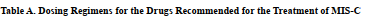 Table A. Dosing Regimens for the Drugs Recommended for the Treatment of MIS-C